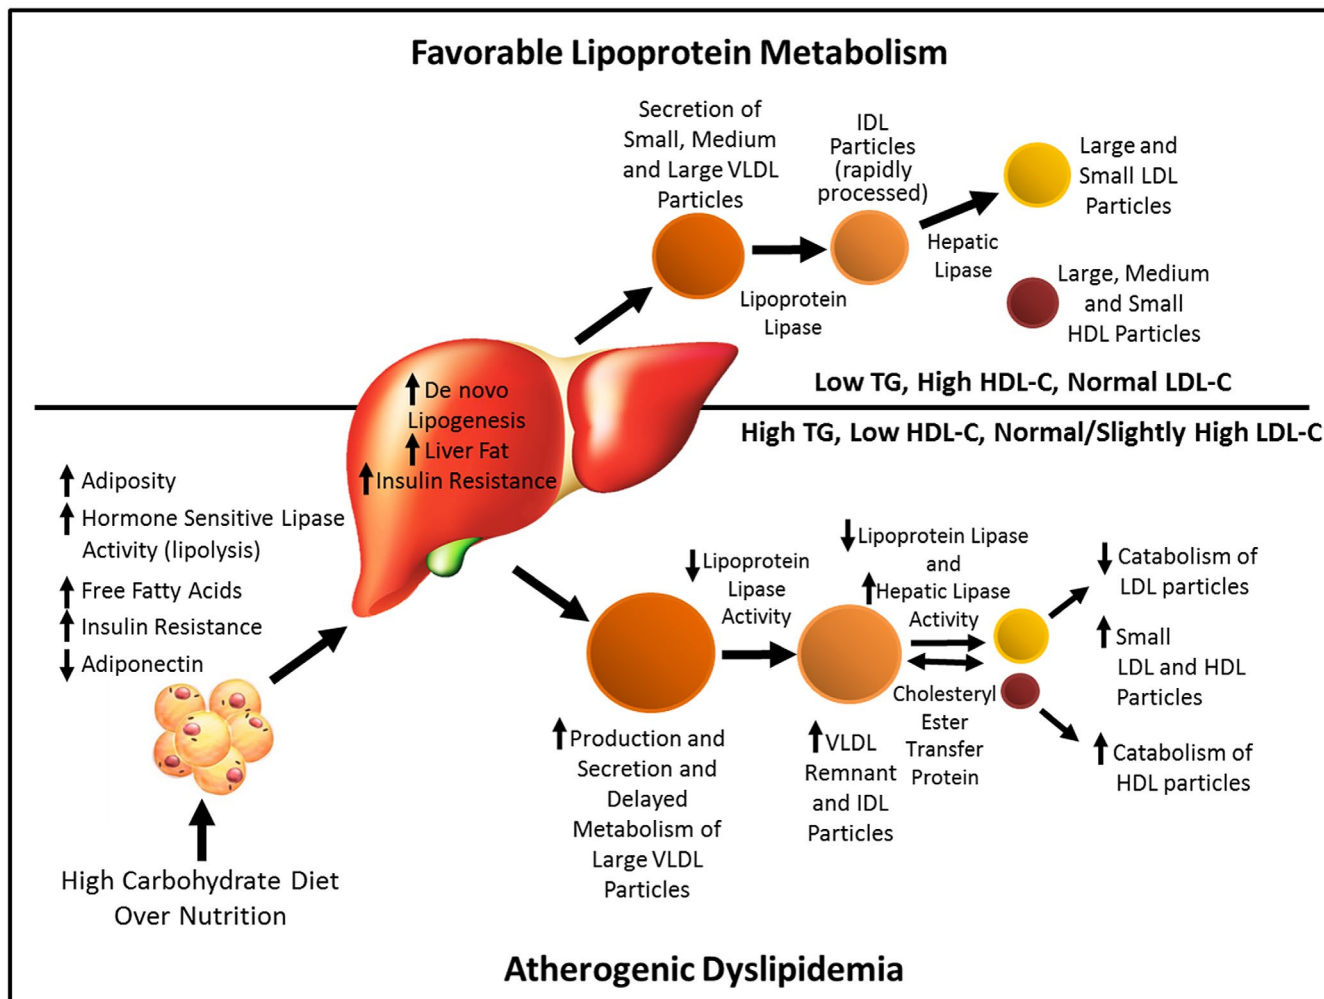 Favorable Lipoprotein Metabolism
Secretion of
Small, Medium
and Large VLDL
Particles
IDL
Particles
(rapidly
processed)
Large and
Small LDL
Particles
Lipoprotein
Lipase
Hepatic
Lipase
Large, Medium
and Small
HDL Particles
Low TG, High HDL-C, Normal LDL-C
High TG, Low HDL-C, Normal/Slightly High LDL-C
↑ De novo
Lipogenesis
↑ Liver Fat
↑ Insulin Resistance
↑ Adiposity
↑ Hormone Sensitive Lipase
Activity (lipolysis)
↑ Free Fatty Acids
↑ Insulin Resistance
↓ Adiponectin
High Carbohydrate Diet
Over Nutrition
↓ Lipoprotein
Lipase
Activity
↑ Production and
Secretion and
Delayed
Metabolism of
Large VLDL
Particles
↓ Lipoprotein Lipase
and
↑ Hepatic Lipase
Activity
↑ VLDL
Remnant
and IDL
Particles
Cholesteryl
Ester
Transfer
Protein
↓ Catabolism of
LDL particles
↑ Small
LDL and HDL
Particles
↑ Catabolism of
HDL particles
Atherogenic Dyslipidemia